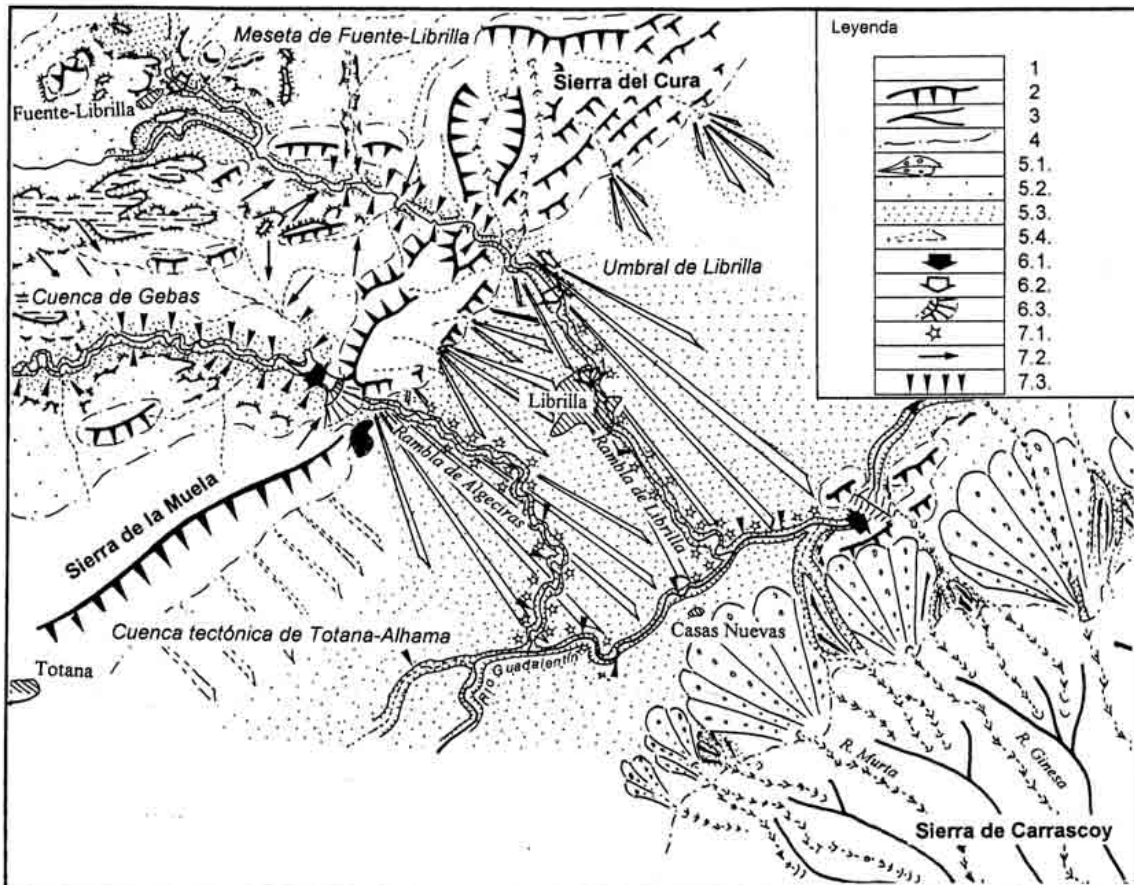 Meseta de Fuente-Librilla
Sierra del Cura
Fuente-Librilla
Umbral de Librilla
Cuenca de Gebas
Librilla
Rambla de Algeciras
Rambla de Librilla
Sierra de la Muela
Cuenca tectónica de Totana-Alhama
Casas Nuevas
Totana
Río Guadalentín
R. Murta
R. Ginesa
Sierra de Carrascoy
Leyenda
1
2
3
4
5.1.
5.2.
5.3.
5.4.
6.1.
6.2.
6.3.
7.1.
7.2.
7.3.